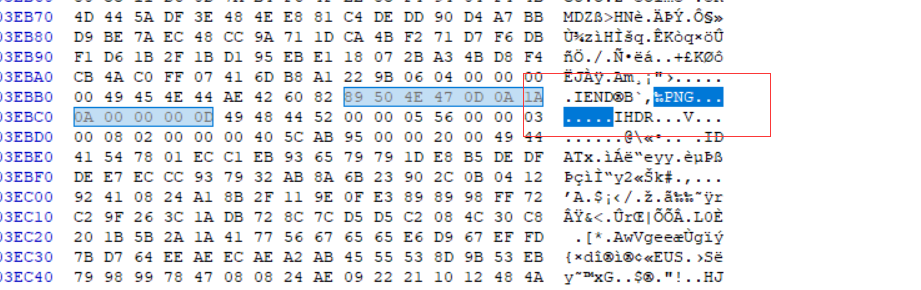 03EB70 4D 44 5A DF 3E 48 4E E8 81 C4 DE DD 90 D4 A7 BB MDZß>HNè.ÄÞÝ.Ô§»
03EB80 D9 BE 7A EC 48 CC 9A 71 1D CA 4B F2 71 D7 F6 DB Ù¾zìHÌšq.ÊKòq×öÛ
03EB90 F1 D6 1B 2F 1B D1 95 EB E1 18 07 2B A3 4B D8 F4 ñÖ./.Ñ•ëá..+£KØô
03EBA0 CB 4A C0 FF 07 41 6D B8 A1 22 9B 06 04 00 00 00 ËJÀÿ.Am¸¡"›.....
03EBB0 00 49 45 4E 44 AE 42 60 82 89 50 4E 47 0D 0A 1A .IEND®B`‚‰PNG...
03EBC0 0A 00 00 00 0D 49 48 44 52 00 00 05 56 00 00 03 .....IHDR...V...
03EBD0 00 08 02 00 00 00 40 5C AB 95 00 00 20 00 49 44 ......@\«•.. .ID
03EBE0 41 54 78 01 EC C1 EB 93 65 79 79 1D E8 B5 DE DF ATx.ìÁë“eyy.èµÞß
03EBF0 DE E7 EC CC 93 79 32 AB 8A 6B 23 90 2C 0B 04 12 ÞçìÌ“y2«Šk#.,...
03EC00 92 41 08 24 A1 8B 2F 11 9E 0F E3 89 89 98 FF 72 ’A.$¡‹/.ž.ã‰‰˜ÿr
03EC10 C2 9F 26 3C 1A DB 72 8C 7C D5 D5 C2 08 4C 30 C8 ÂŸ&<.ÛrŒ|ÕÕÂ.L0È
03EC20 20 1B 5B 2A 1A 41 77 56 67 65 65 E6 D9 67 EF FD .[*.AwVgeeæÙgïý
03EC30 7B D7 64 EE AE EC AE A2 AB 45 55 53 8D 9B 53 EB {×dî®ì®¢«EUS.›Së
03EC40 79 98 99 78 47 08 08 24 AE 09 22 21 10 12 48 4A y˜™xG..$®."!..HJ